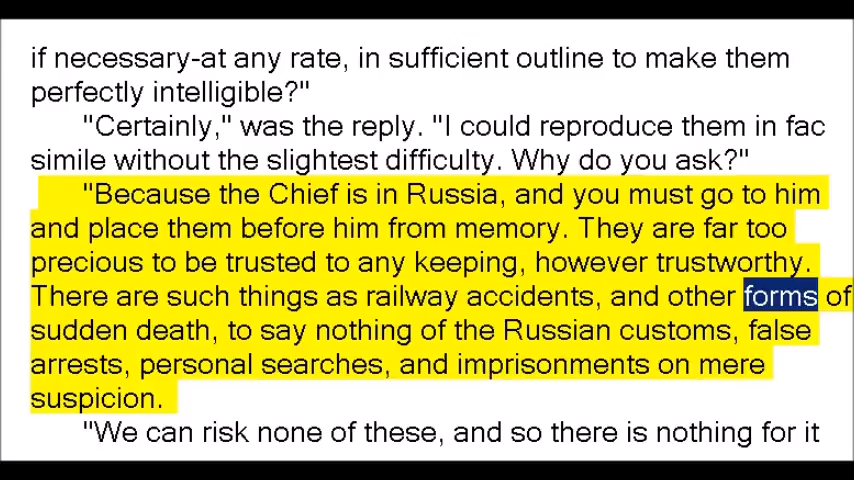 if necessary-at any rate, in sufficient outline to make them
perfectly intelligible?"
"Certainly," was the reply. "I could reproduce them in fac
simile without the slightest difficulty. Why do you ask?"
"Because the Chief is in Russia, and you must go to him
and place them before him from memory. They are far too
precious to be trusted to any keeping, however trustworthy.
There are such things as railway accidents, and other forms of
sudden death, to say nothing of the Russian customs, false
arrests, personal searches, and imprisonments on mere
suspicion.
"We can risk none of these, and so there is nothing for it